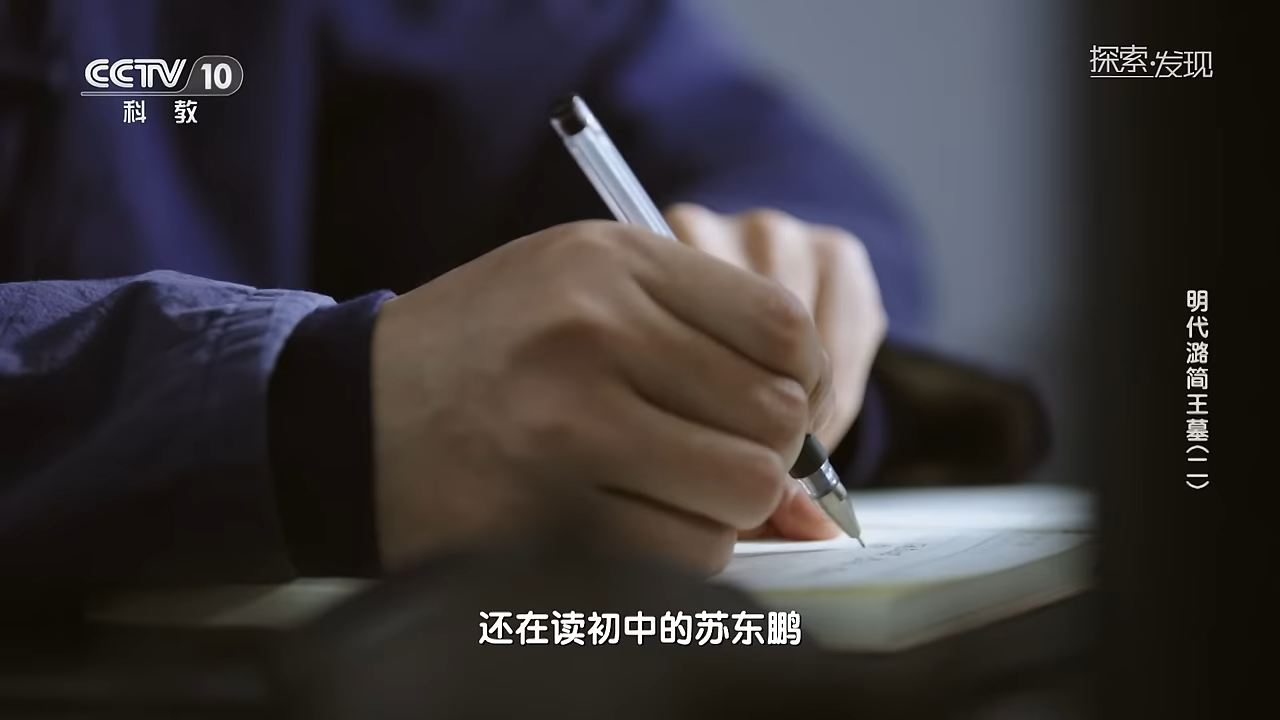 CCTV 10
科教
探索·发现
明代潞简王墓（二）
还在读初中的苏东鹏